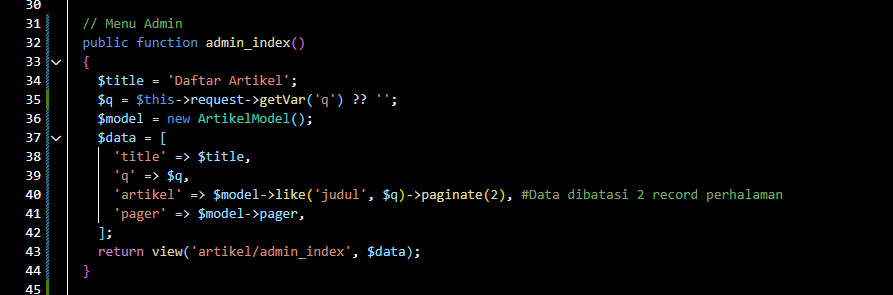 30
31 // Menu Admin
32 public function admin_index()
33 {
34 $title = 'Daftar Artikel';
35 $q = $this->request->getVar('q') ?? '';
36 $model = new ArtikelModel();
37 $data = [
38 'title' => $title,
39 'q' => $q,
40 'artikel' => $model->like('judul', $q)->paginate(2), #Data dibatasi 2 record perhalaman
41 'pager' => $model->pager,
42 ];
43 return view('artikel/admin_index', $data);
44 }
45